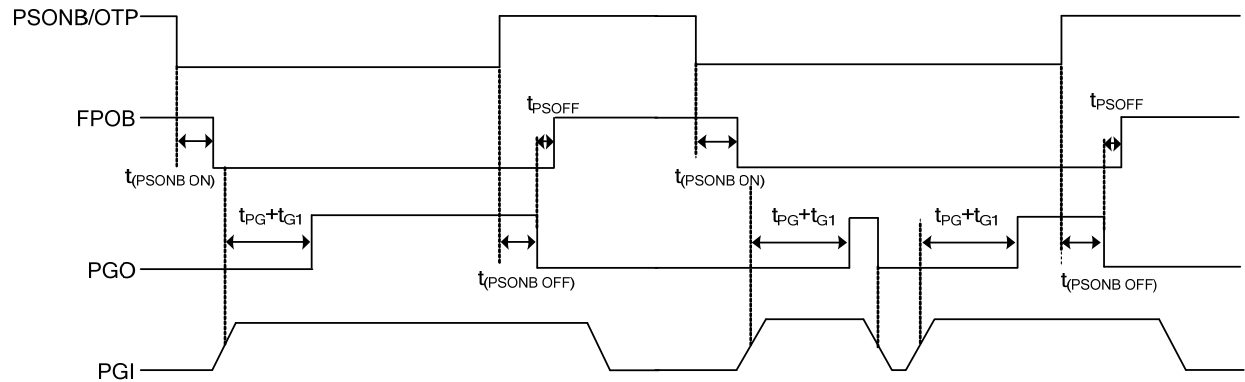 PSONB/OTP
tPSOFF
tPSOFF
FPOB
t(PSONB ON)
t(PSONB ON)
tPG+tG1
tPG+tG1
tPG+tG1
PGO
t(PSONB OFF)
t(PSONB OFF)
PGI